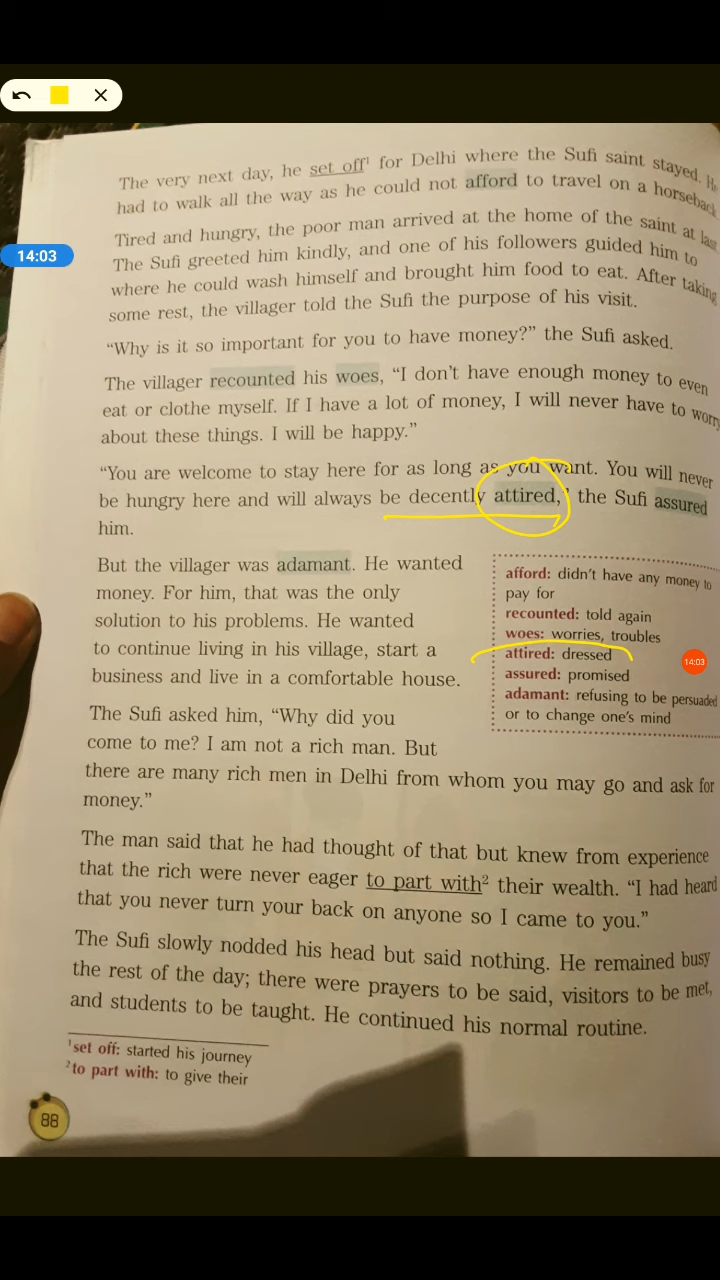 The very next day, he set off¹ for Delhi where the Sufi saint stayed. He
had to walk all the way as he could not afford to travel on a horseback
Tired and hungry, the poor man arrived at the home of the saint at last
14:03
The Sufi greeted him kindly, and one of his followers guided him to
where he could wash himself and brought him food to eat. After taking
some rest, the villager told the Sufi the purpose of his visit.
“Why is it so important for you to have money?” the Sufi asked.
The villager recounted his woes, “I don’t have enough money to even
eat or clothe myself. If I have a lot of money, I will never have to worry
about these things. I will be happy.”
“You are welcome to stay here for as long as you want. You will never
be hungry here and will always be decently attired,” the Sufi assured
him.
But the villager was adamant. He wanted
money. For him, that was the only
solution to his problems. He wanted
to continue living in his village, start a
business and live in a comfortable house.
afford: didn’t have any money to
pay for
recounted: told again
woes: worries, troubles
attired: dressed
14:03
assured: promised
adamant: refusing to be persuaded
or to change one’s mind
The Sufi asked him, “Why did you
come to me? I am not a rich man. But
there are many rich men in Delhi from whom you may go and ask for
money.”
The man said that he had thought of that but knew from experience
that the rich were never eager to part with² their wealth. “I had heard
that you never turn your back on anyone so I came to you.”
The Sufi slowly nodded his head but said nothing. He remained busy
the rest of the day; there were prayers to be said, visitors to be met,
and students to be taught. He continued his normal routine.
¹set off: started his journey
²to part with: to give their
88